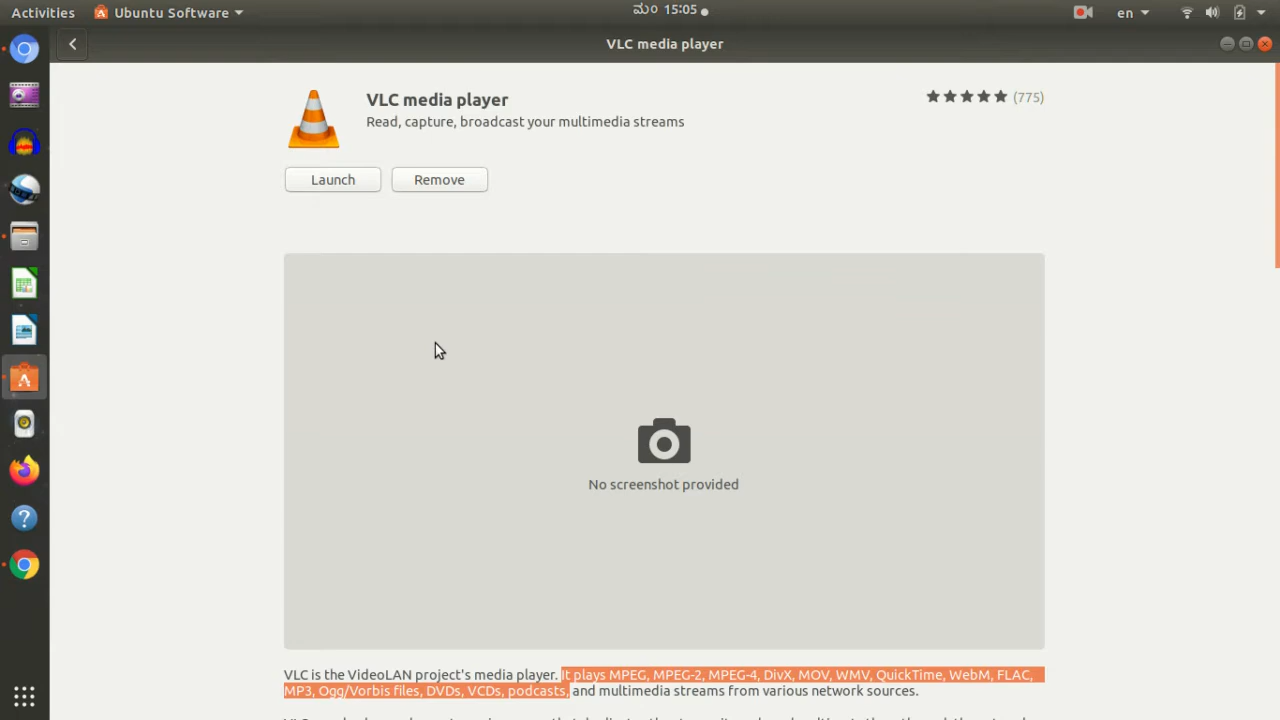 Activities
Ubuntu Software
ಮಂಗ 15:05
en
VLC media player
VLC media player
Read, capture, broadcast your multimedia streams
(775)
Launch
Remove
No screenshot provided
VLC is the VideoLAN project's media player. It plays MPEG, MPEG-2, MPEG-4, DivX, MOV, WMV, QuickTime, WebM, FLAC,
MP3, Ogg/Vorbis files, DVDs, VCDs, podcasts, and multimedia streams from various network sources.